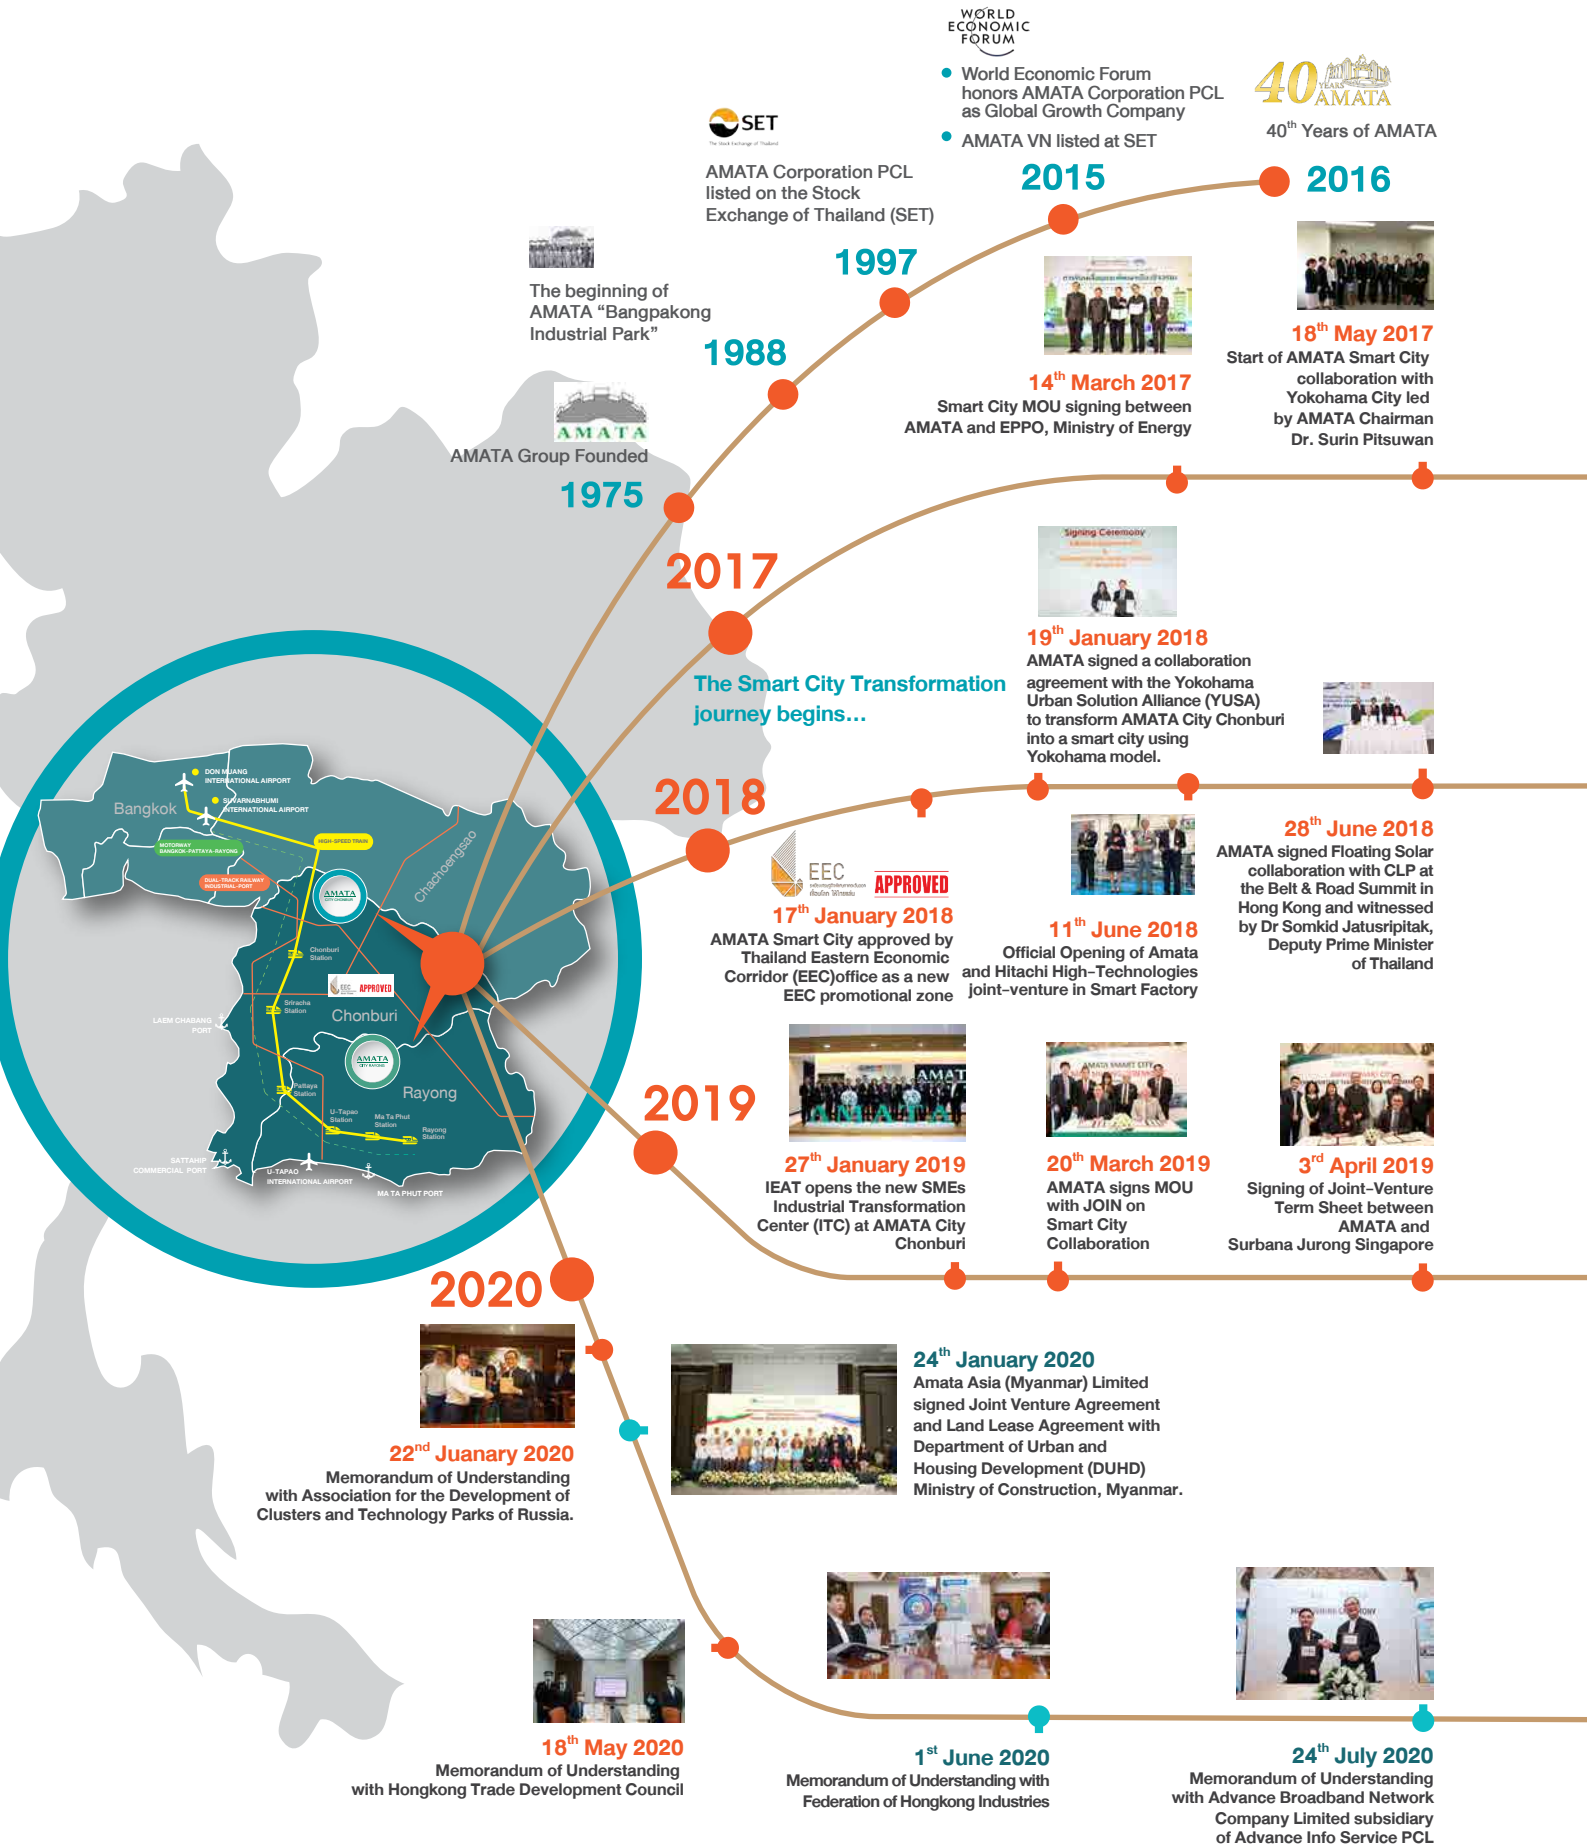 WORLD
ECONOMIC
FORUM
World Economic Forum
honors AMATA Corporation PCL
as Global Growth Company
AMATA VN listed at SET
2015
40 YEARS
AMATA
40th Years of AMATA
2016
SET
The Stock Exchange of Thailand
AMATA Corporation PCL
listed on the Stock
Exchange of Thailand (SET)
1997
The beginning of
AMATA “Bangpakong
Industrial Park”
1988
AMATA
AMATA Group Founded
1975
14th March 2017
Smart City MOU signing between
AMATA and EPPO, Ministry of Energy
18th May 2017
Start of AMATA Smart City
collaboration with
Yokohama City led
by AMATA Chairman
Dr. Surin Pitsuwan
2017
The Smart City Transformation
journey begins...
Signing Ceremony
19th January 2018
AMATA signed a collaboration
agreement with the Yokohama
Urban Solution Alliance (YUSA)
to transform AMATA City Chonburi
into a smart city using
Yokohama model.
2018
EEC
APPROVED
17th January 2018
AMATA Smart City approved by
Thailand Eastern Economic
Corridor (EEC)office as a new
EEC promotional zone
11th June 2018
Official Opening of Amata
and Hitachi High-Technologies
joint-venture in Smart Factory
28th June 2018
AMATA signed Floating Solar
collaboration with CLP at
the Belt & Road Summit in
Hong Kong and witnessed
by Dr Somkid Jatusripitak,
Deputy Prime Minister
of Thailand
DON MUANG
INTERNATIONAL AIRPORT
Bangkok
SUVARNABHUMI
INTERNATIONAL AIRPORT
MOTORWAY
BANGKOK-PATTAYA-RAYONG
HIGH-SPEED TRAIN
DUAL-TRACK RAILWAY
INDUSTRIAL-PORT
Chachoengsao
AMATA
CITY CHONBURI
Chonburi
Station
EEC
APPROVED
Sriracha
Station
Chonburi
LAEM CHABANG
PORT
AMATA
CITY RAYONG
Rayong
Pattaya
Station
U-Tapao
Station
Ma Ta Phut
Station
Rayong
Station
SATTAHIP
COMMERCIAL PORT
U-TAPAO
INTERNATIONAL AIRPORT
MA TA PHUT PORT
2019
AMAT
AMATA
27th January 2019
IEAT opens the new SMEs
Industrial Transformation
Center (ITC) at AMATA City
Chonburi
AMATA SMART CITY
20th March 2019
AMATA signs MOU
with JOIN on
Smart City
Collaboration
3rd April 2019
Signing of Joint-Venture
Term Sheet between
AMATA and
Surbana Jurong Singapore
2020
22nd Juanary 2020
Memorandum of Understanding
with Association for the Development of
Clusters and Technology Parks of Russia.
24th January 2020
Amata Asia (Myanmar) Limited
signed Joint Venture Agreement
and Land Lease Agreement with
Department of Urban and
Housing Development (DUHD)
Ministry of Construction, Myanmar.
18th May 2020
Memorandum of Understanding
with Hongkong Trade Development Council
1st June 2020
Memorandum of Understanding with
Federation of Hongkong Industries
24th July 2020
Memorandum of Understanding
with Advance Broadband Network
Company Limited subsidiary
of Advance Info Service PCL